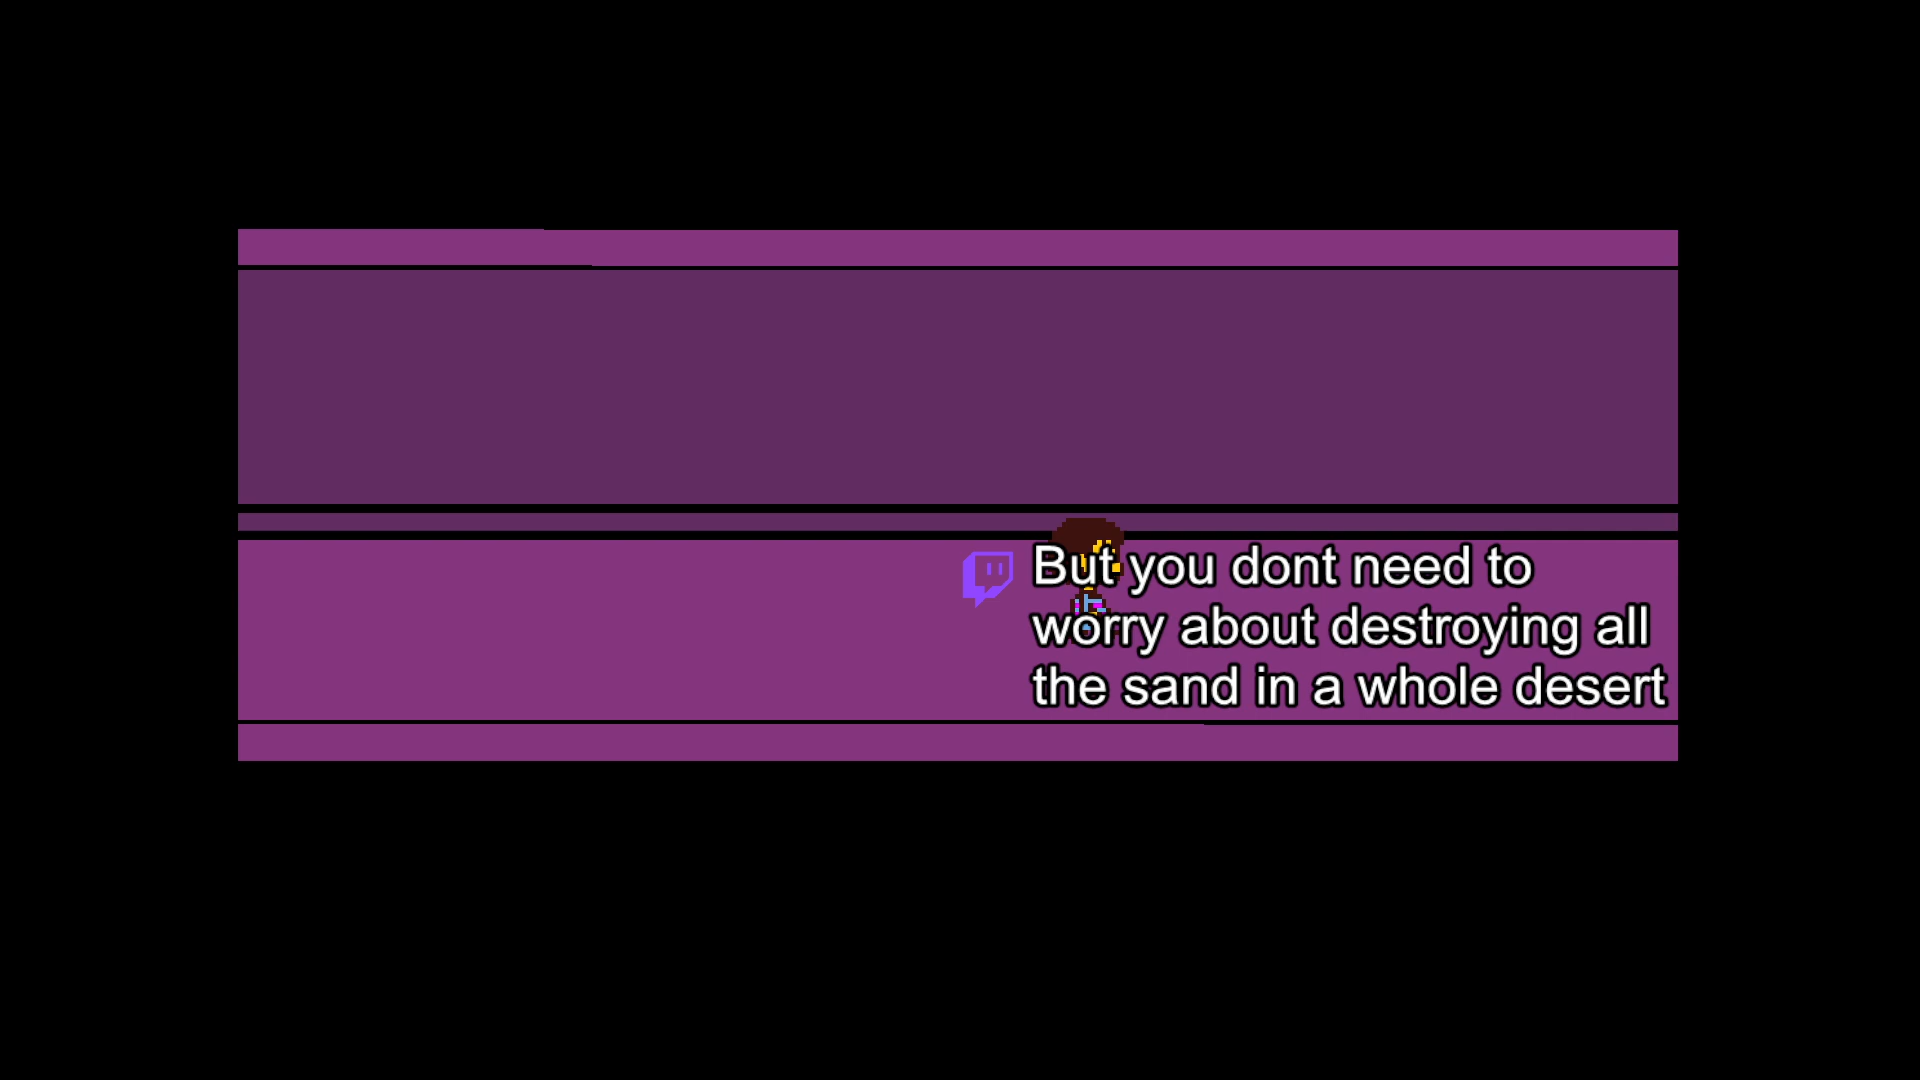 But you dont need to
worry about destroying all
the sand in a whole desert